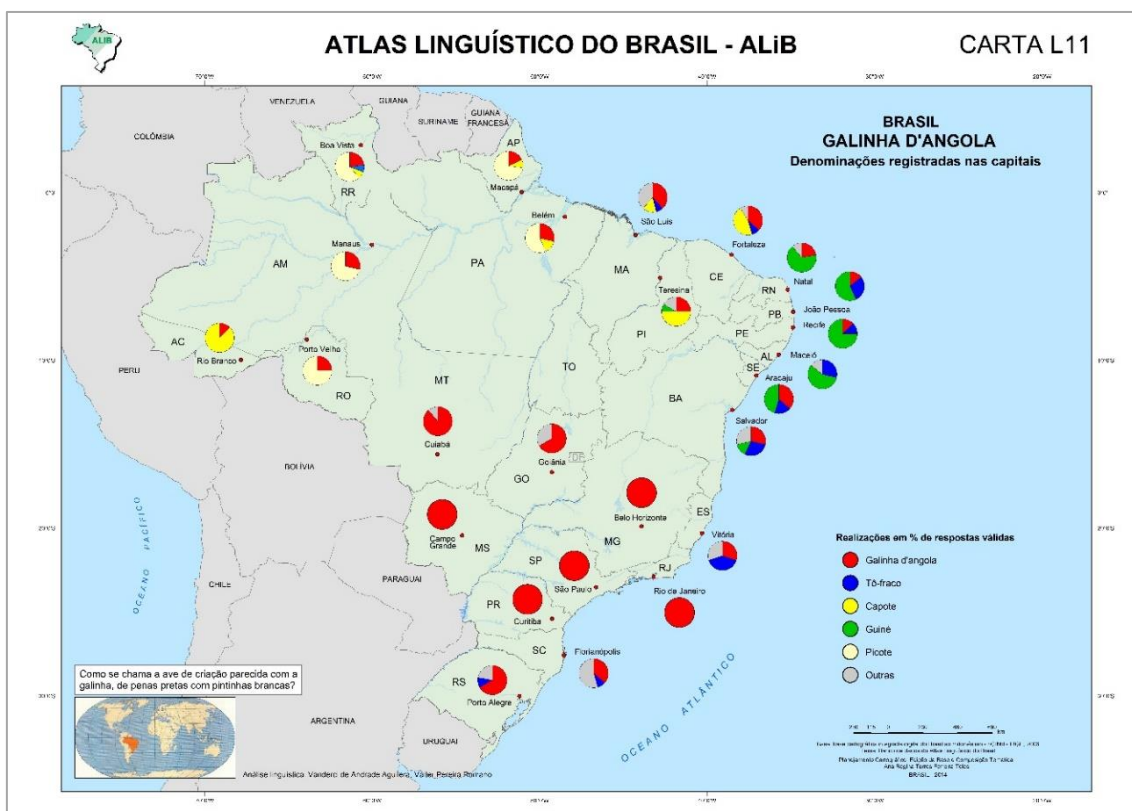 ALiB
ATLAS LINGUÍSTICO DO BRASIL - ALiB
CARTA L11
BRASIL
GALINHA D'ANGOLA
Denominações registradas nas capitais
VENEZUELA
GUIANA
SURINAME
GUIANA
FRANCESA
COLÔMBIA
Boa Vista
RR
AP
Macapá
Belém
São Luís
Fortaleza
Manaus
AM
PA
MA
CE
Teresina
RN
Natal
PB
João Pessoa
PI
PE
Recife
AC
Rio Branco
Porto Velho
RO
AL
Maceió
SE
Aracaju
PERU
MT
TO
BA
Salvador
Cuiabá
Goiânia
DF
GO
BOLÍVIA
Belo Horizonte
ES
Campo
Grande
MS
MG
Vitória
SP
RJ
São Paulo
Rio de Janeiro
PARAGUAI
CHILE
PR
Curitiba
SC
Florianópolis
RS
Porto Alegre
ARGENTINA
URUGUAI
OCEANO PACÍFICO
OCEANO ATLÂNTICO
Realizações em % de respostas válidas
Galinha d'angola
Tô-fraco
Capote
Guiné
Picote
Outras
Como se chama a ave de criação parecida com a
galinha, de penas pretas com pintinhas brancas?
Análise linguística: Vanderci de Andrade Aguilera, Valter Pereira Romano
BRASIL - 2014